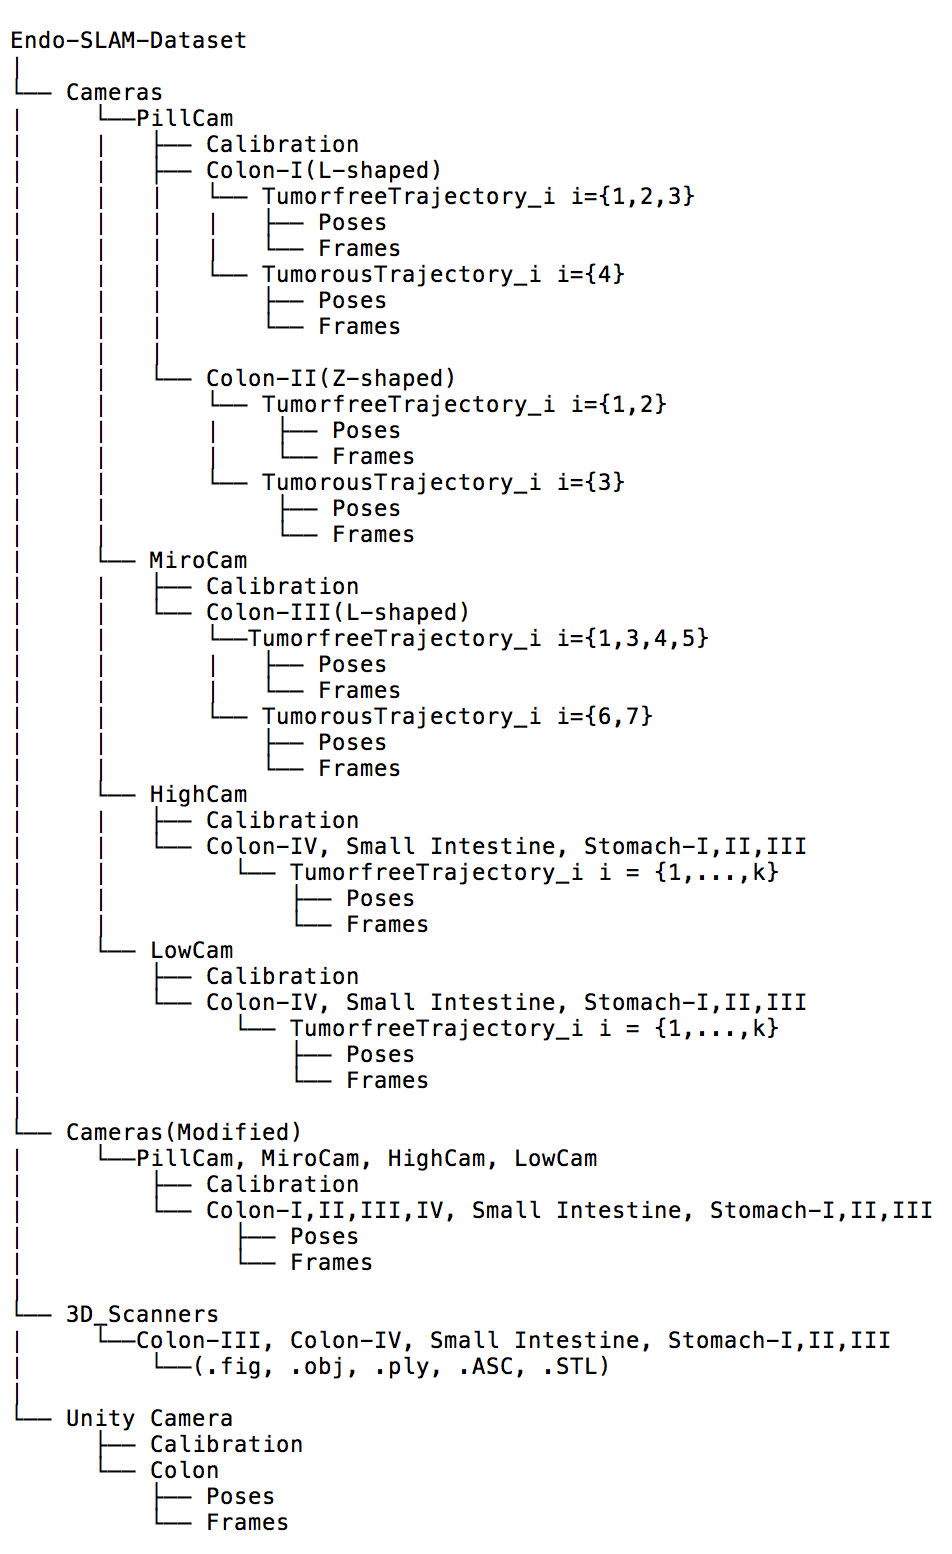 Endo-SLAM-Dataset
Cameras
PillCam
Calibration
Colon-I(L-shaped)
TumorfreeTrajectory_i i={1,2,3}
Poses
Frames
TumorousTrajectory_i i={4}
Poses
Frames
Colon-II(Z-shaped)
TumorfreeTrajectory_i i={1,2}
Poses
Frames
TumorousTrajectory_i i={3}
Poses
Frames
MiroCam
Calibration
Colon-III(L-shaped)
TumorfreeTrajectory_i i={1,3,4,5}
Poses
Frames
TumorousTrajectory_i i={6,7}
Poses
Frames
HighCam
Calibration
Colon-IV, Small Intestine, Stomach-I,II,III
TumorfreeTrajectory_i i = {1,...,k}
Poses
Frames
LowCam
Calibration
Colon-IV, Small Intestine, Stomach-I,II,III
TumorfreeTrajectory_i i = {1,...,k}
Poses
Frames
Cameras(Modified)
PillCam, MiroCam, HighCam, LowCam
Calibration
Colon-I,II,III,IV, Small Intestine, Stomach-I,II,III
Poses
Frames
3D_Scanners
Colon-III, Colon-IV, Small Intestine, Stomach-I,II,III
(.fig, .obj, .ply, .ASC, .STL)
Unity Camera
Calibration
Colon
Poses
Frames